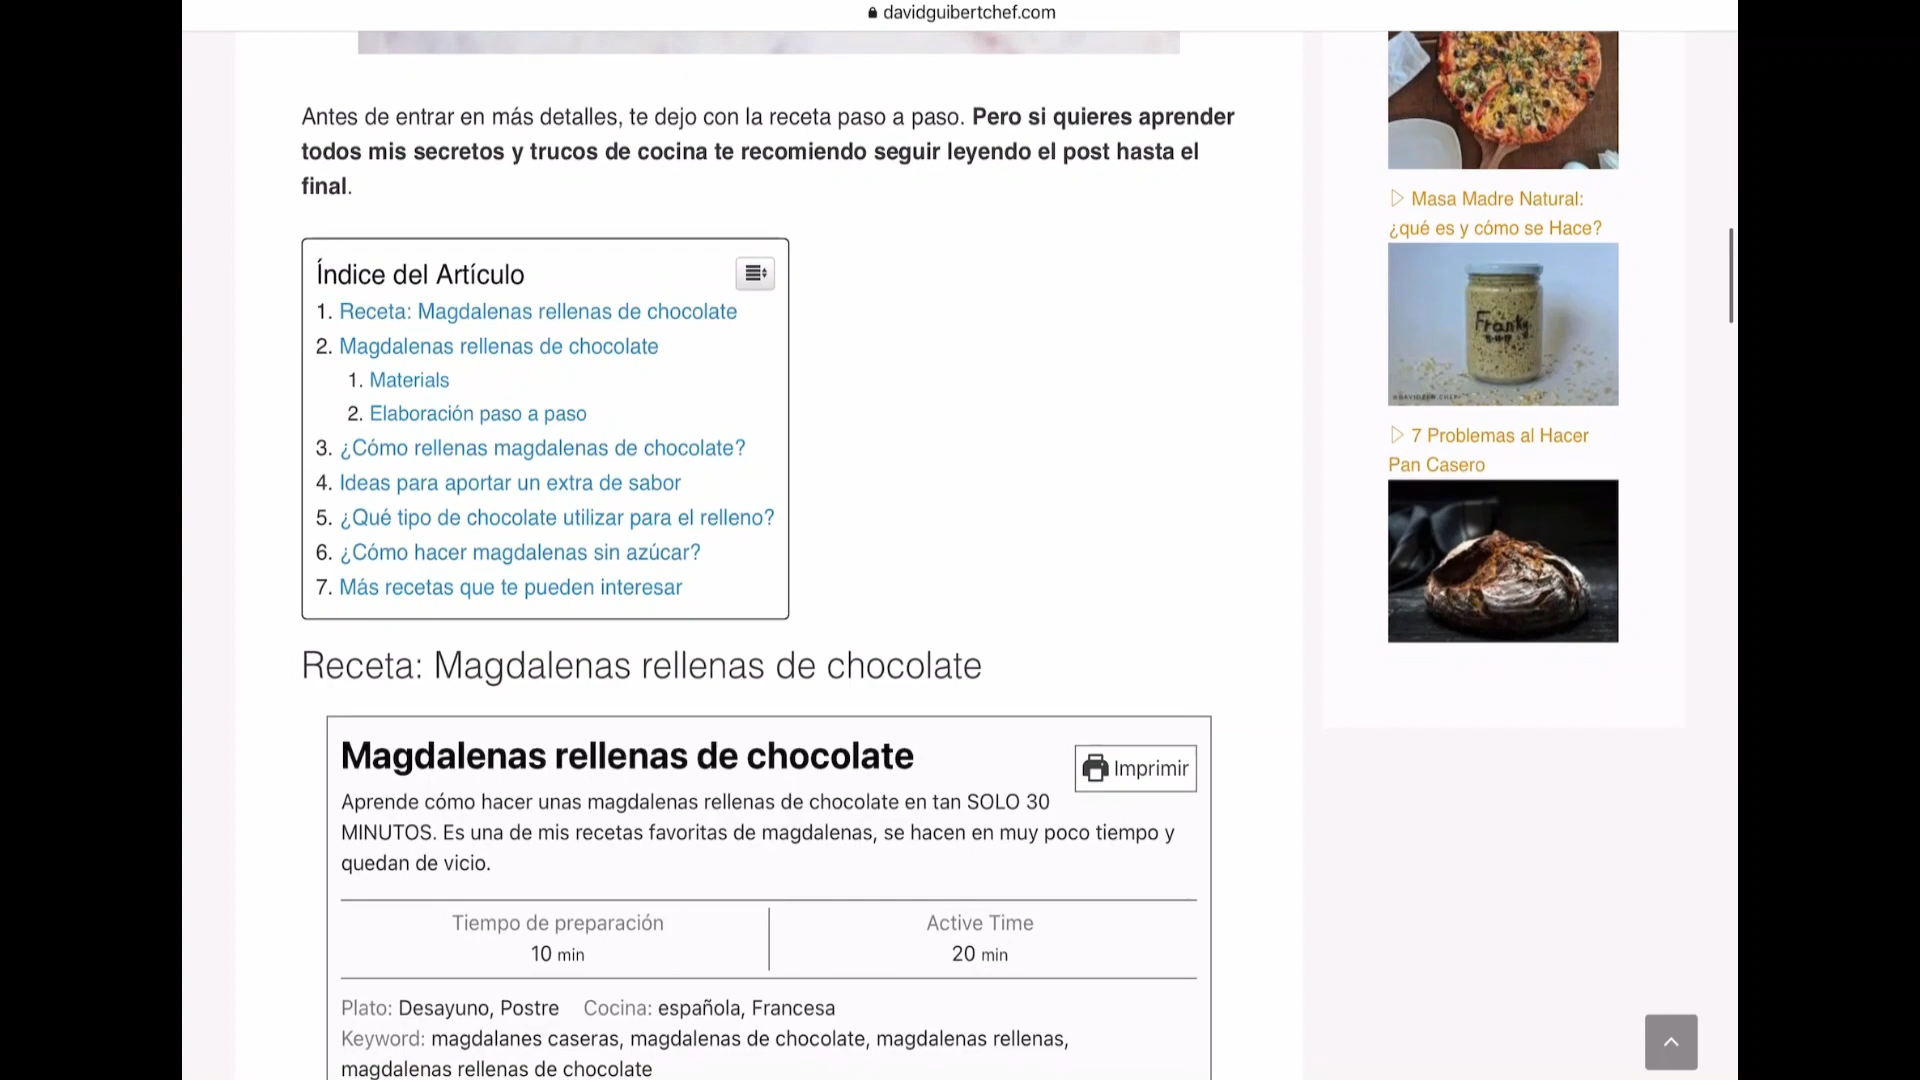 davidguibertchef.com
Antes de entrar en más detalles, te dejo con la receta paso a paso. Pero si quieres aprender
todos mis secretos y trucos de cocina te recomiendo seguir leyendo el post hasta el
final.
Índice del Artículo
1. Receta: Magdalenas rellenas de chocolate
2. Magdalenas rellenas de chocolate
1. Materials
2. Elaboración paso a paso
3. ¿Cómo rellenas magdalenas de chocolate?
4. Ideas para aportar un extra de sabor
5. ¿Qué tipo de chocolate utilizar para el relleno?
6. ¿Cómo hacer magdalenas sin azúcar?
7. Más recetas que te pueden interesar
Receta: Magdalenas rellenas de chocolate
Magdalenas rellenas de chocolate
Imprimir
Aprende cómo hacer unas magdalenas rellenas de chocolate en tan SOLO 30
MINUTOS. Es una de mis recetas favoritas de magdalenas, se hacen en muy poco tiempo y
quedan de vicio.
Tiempo de preparación
10 min
Active Time
20 min
Plato: Desayuno, Postre Cocina: española, Francesa
Keyword: magdalanes caseras, magdalenas de chocolate, magdalenas rellenas,
magdalenas rellenas de chocolate
▷ Masa Madre Natural:
¿qué es y cómo se Hace?
Franky
▷ 7 Problemas al Hacer
Pan Casero